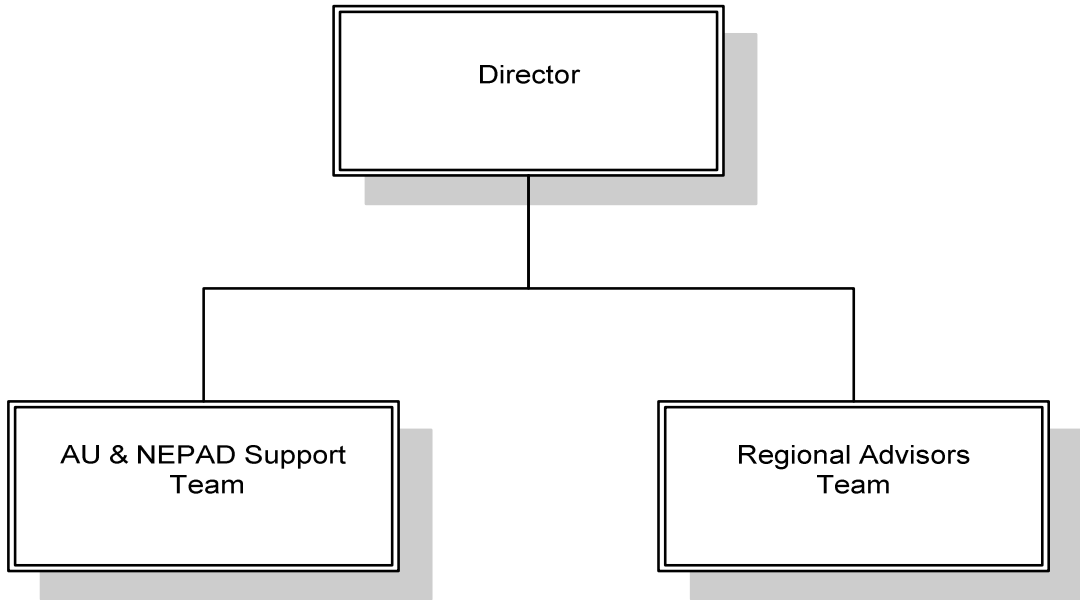 Director
AU & NEPAD Support
Team
Regional Advisors
Team